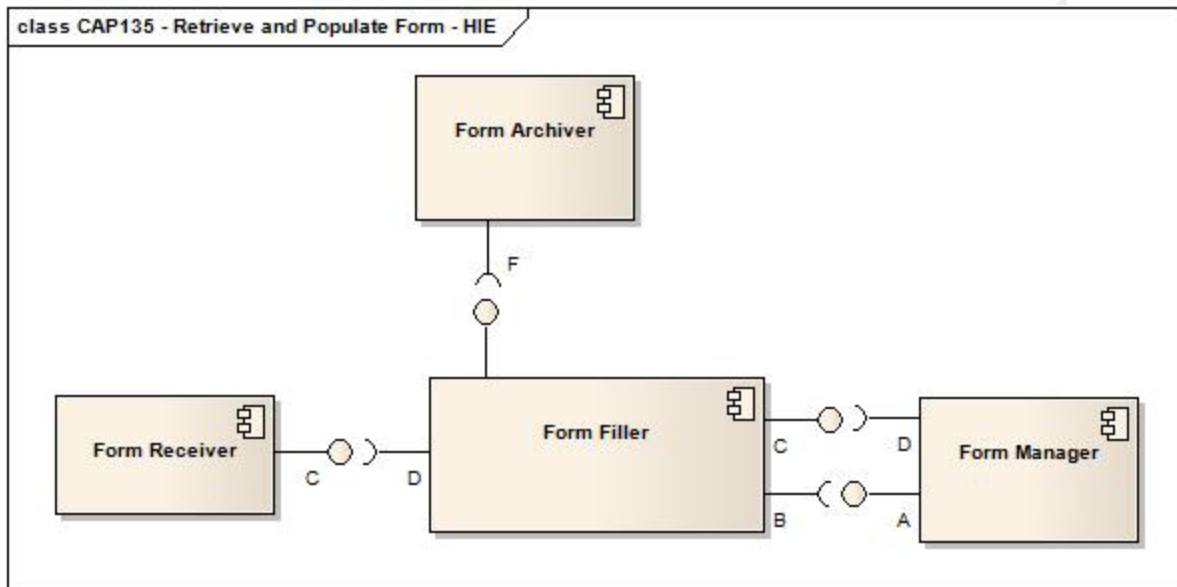 class CAP135 - Retrieve and Populate Form - HIE
Form Archiver
F
Form Receiver
C
D
Form Filler
C
D
B
A
Form Manager